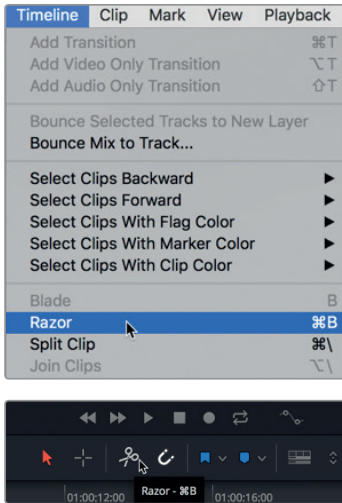 Timeline Clip Mark View Playback
Add Transition ⌘T
Add Video Only Transition ⌥T
Add Audio Only Transition ⇧T
Bounce Selected Tracks to New Layer
Bounce Mix to Track...
Select Clips Backward ▶
Select Clips Forward ▶
Select Clips With Flag Color ▶
Select Clips With Marker Color ▶
Select Clips With Clip Color ▶
Blade B
Razor ⌘B
Split Clip ⌘\
Join Clips ⌥\
01:00:12:00 Razor - ⌘B 01:00:16:00